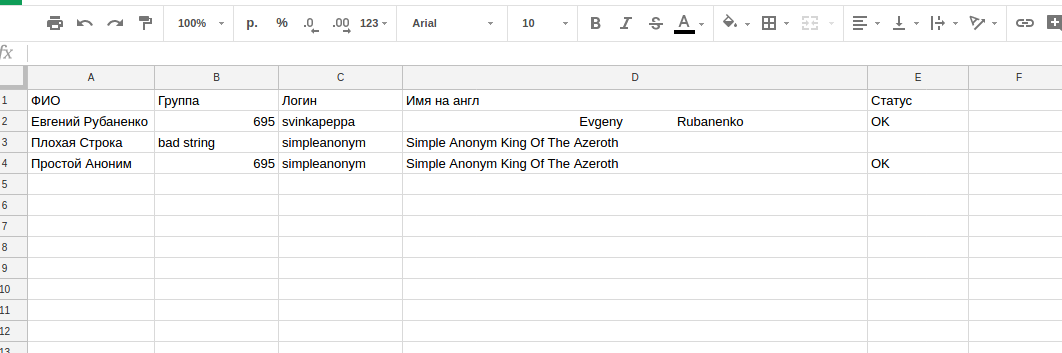 100% р. % .0 .00 123 Arial 10 B I S A
fx
A B C D E F
1 ФИО Группа Логин Имя на англ Статус
2 Евгений Рубаненко 695 svinkapeppa Evgeny Rubanenko OK
3 Плохая Строка bad string simpleanonym Simple Anonym King Of The Azeroth
4 Простой Аноним 695 simpleanonym Simple Anonym King Of The Azeroth OK
5
6
7
8
9
10
11
12
13